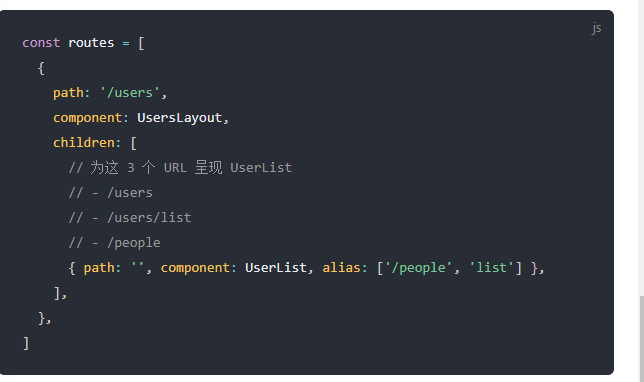 js
const routes = [
{
path: '/users',
component: UsersLayout,
children: [
// 为这 3 个 URL 呈现 UserList
// - /users
// - /users/list
// - /people
{ path: '', component: UserList, alias: ['/people', 'list'] },
],
},
]